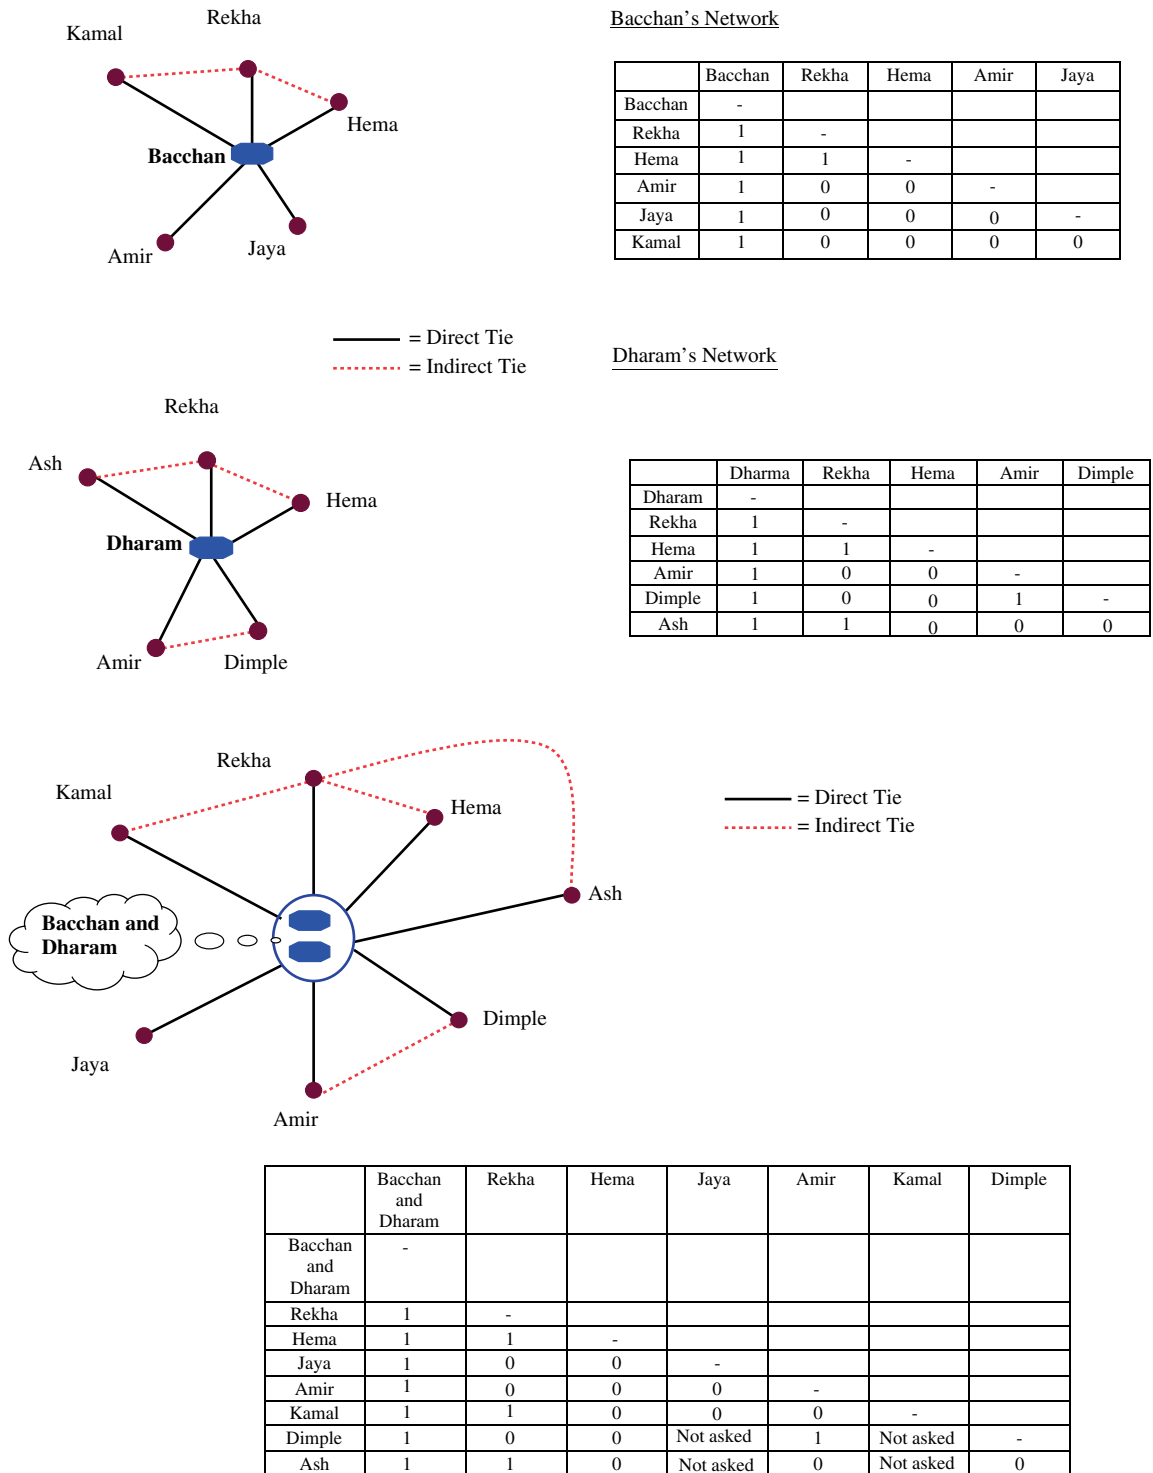 Bacchan's Network
Rekha
Kamal
Hema
Bacchan
Amir
Jaya
Bacchan Rekha Hema Amir Jaya
Bacchan -
Rekha 1 -
Hema 1 1 -
Amir 1 0 0 -
Jaya 1 0 0 0 -
Kamal 1 0 0 0 0
= Direct Tie
= Indirect Tie
Dharam's Network
Rekha
Ash
Hema
Dharam
Amir
Dimple
Dharma Rekha Hema Amir Dimple
Dharam -
Rekha 1 -
Hema 1 1 -
Amir 1 0 0 -
Dimple 1 0 0 1 -
Ash 1 1 0 0 0
Rekha
Kamal
Hema
Ash
Bacchan and
Dharam
Dimple
Jaya
Amir
= Direct Tie
= Indirect Tie
Bacchan and Dharam Rekha Hema Jaya Amir Kamal Dimple
Bacchan and Dharam -
Rekha 1 -
Hema 1 1 -
Jaya 1 0 0 -
Amir 1 0 0 0 -
Kamal 1 1 0 0 0 -
Dimple 1 0 0 Not asked 1 Not asked -
Ash 1 1 0 Not asked 0 Not asked 0